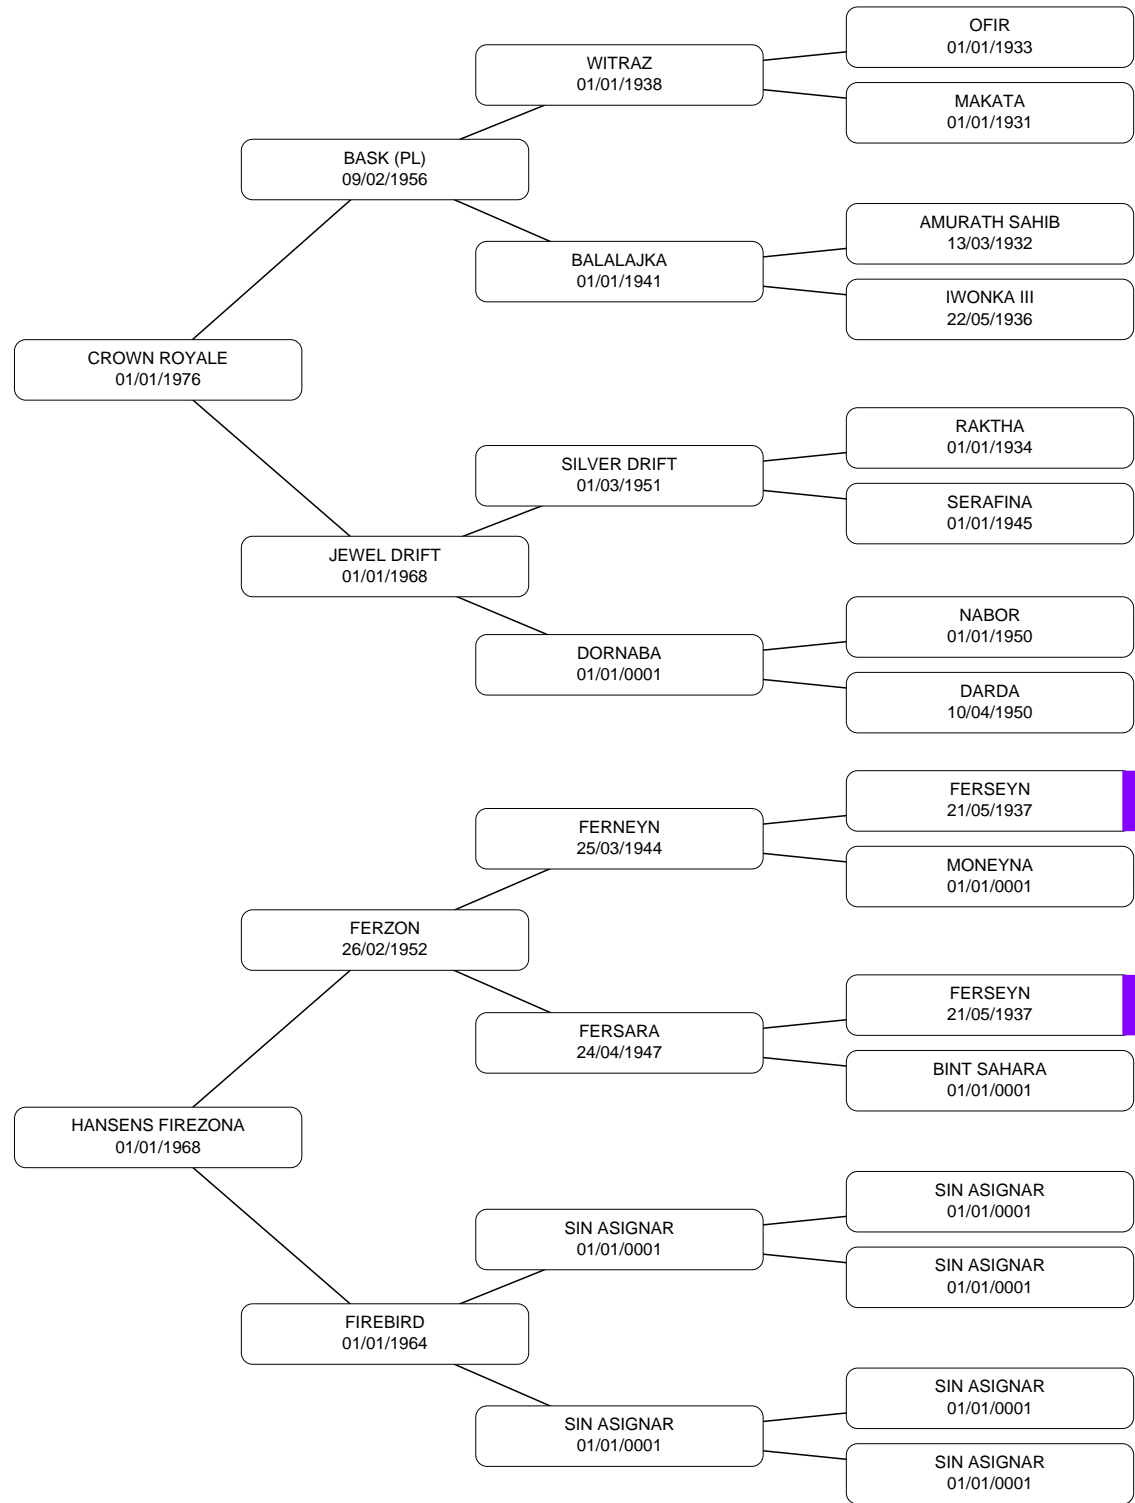 OFIR
01/01/1933
WITRAZ
01/01/1938
MAKATA
01/01/1931
BASK (PL)
09/02/1956
AMURATH SAHIB
13/03/1932
BALALAJKA
01/01/1941
IWONKA III
22/05/1936
CROWN ROYALE
01/01/1976
RAKTHA
01/01/1934
SILVER DRIFT
01/03/1951
SERAFINA
01/01/1945
JEWEL DRIFT
01/01/1968
NABOR
01/01/1950
DORNABA
01/01/0001
DARDA
10/04/1950
FERSEYN
21/05/1937
FERNEYN
25/03/1944
MONEYNA
01/01/0001
FERZON
26/02/1952
FERSEYN
21/05/1937
FERSARA
24/04/1947
BINT SAHARA
01/01/0001
HANSENS FIREZONA
01/01/1968
SIN ASIGNAR
01/01/0001
SIN ASIGNAR
01/01/0001
SIN ASIGNAR
01/01/0001
FIREBIRD
01/01/1964
SIN ASIGNAR
01/01/0001
SIN ASIGNAR
01/01/0001
SIN ASIGNAR
01/01/0001